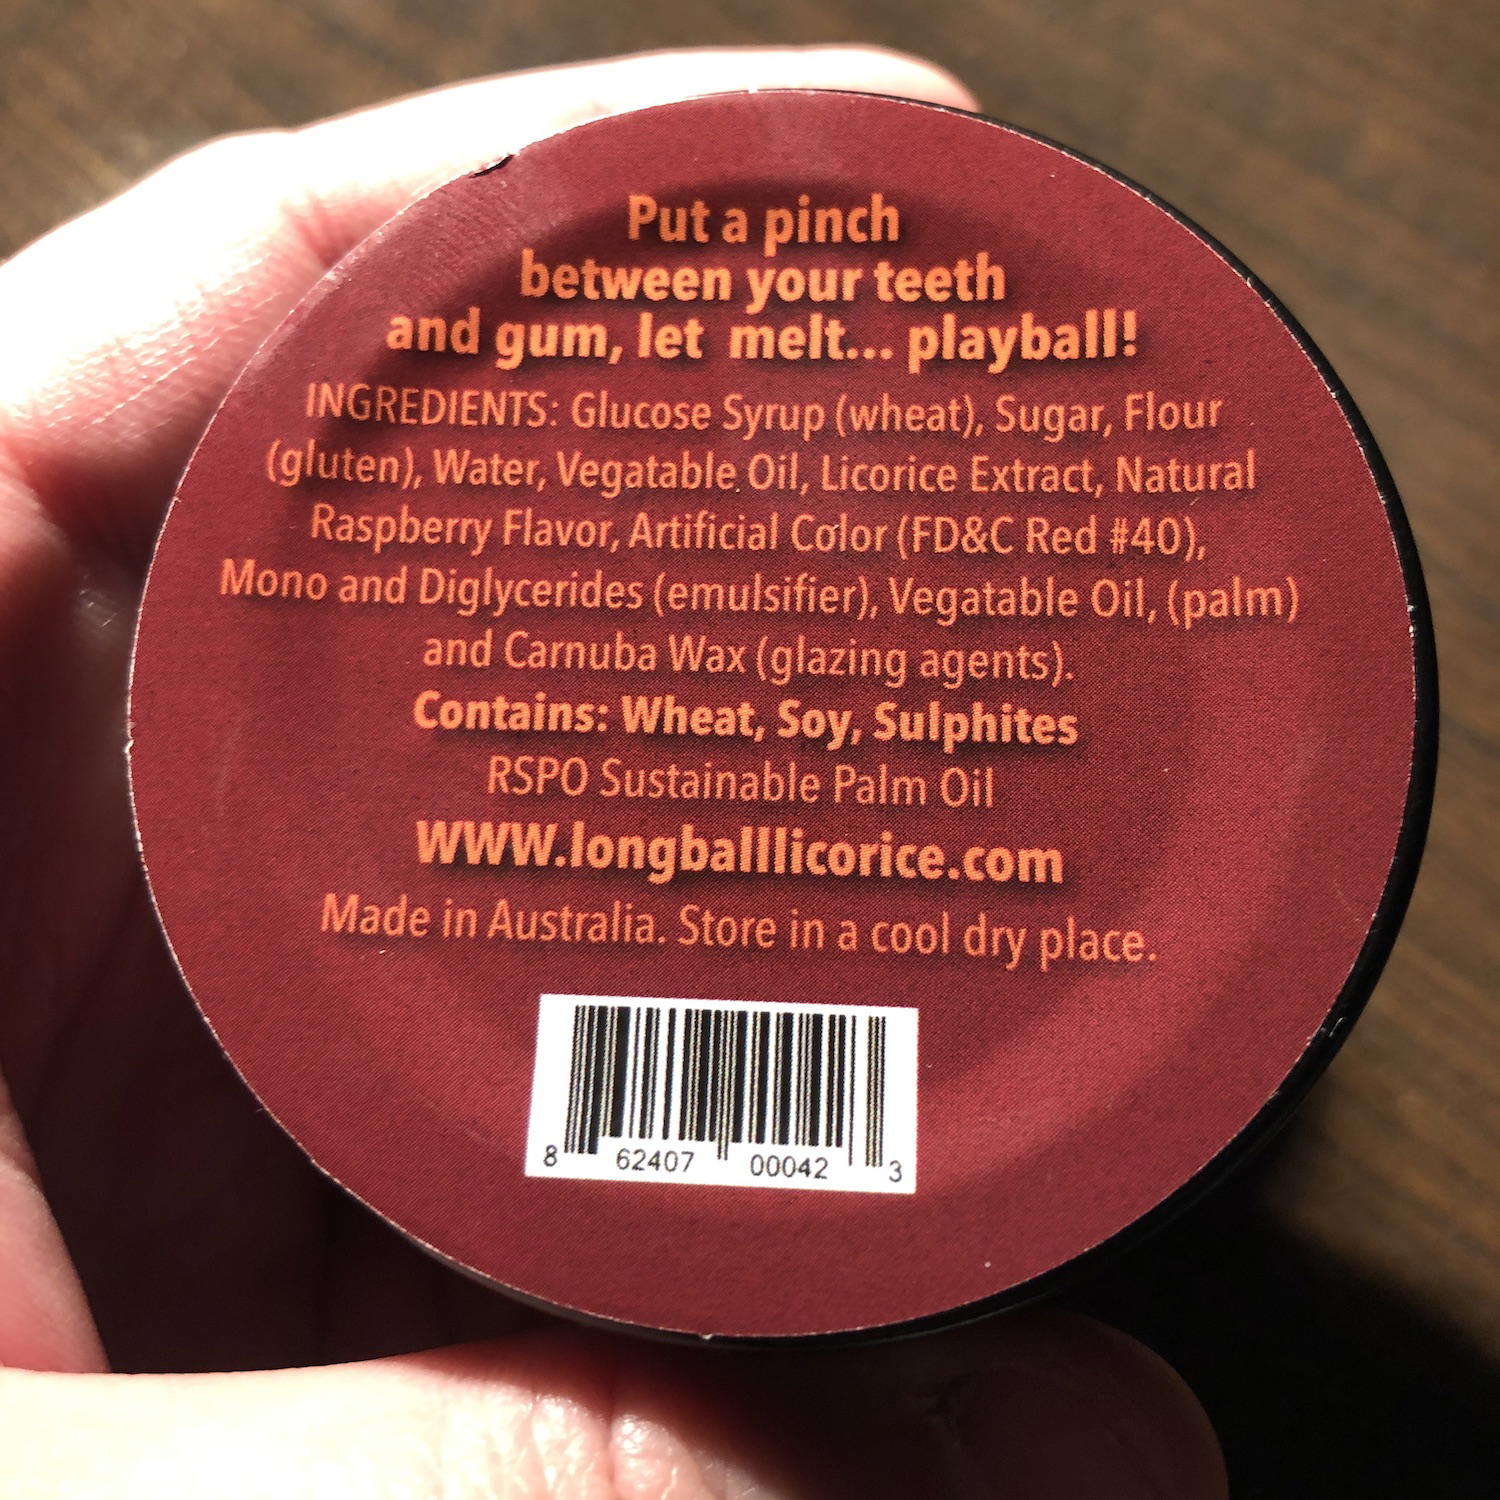 Put a pinch
between your teeth
and gum, let melt... playball!
INGREDIENTS: Glucose Syrup (wheat), Sugar, Flour
(gluten), Water, Vegatable Oil, Licorice Extract, Natural
Raspberry Flavor, Artificial Color (FD&C Red #40),
Mono and Diglycerides (emulsifier), Vegatable Oil, (palm)
and Carnuba Wax (glazing agents).
Contains: Wheat, Soy, Sulphites
RSPO Sustainable Palm Oil
WWW.longballlicorice.com
Made in Australia. Store in a cool dry place.
8 62407 00042 3